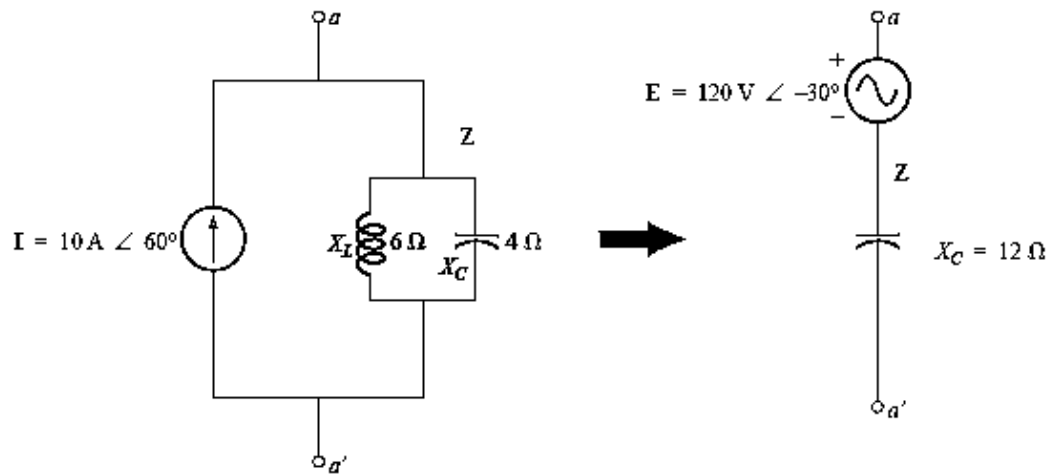 a
Z
I = 10 A ∠ 60°
X_L
6 Ω
X_C
4 Ω
a'
a
+
E = 120 V ∠ –30°
–
Z
X_C = 12 Ω
a'